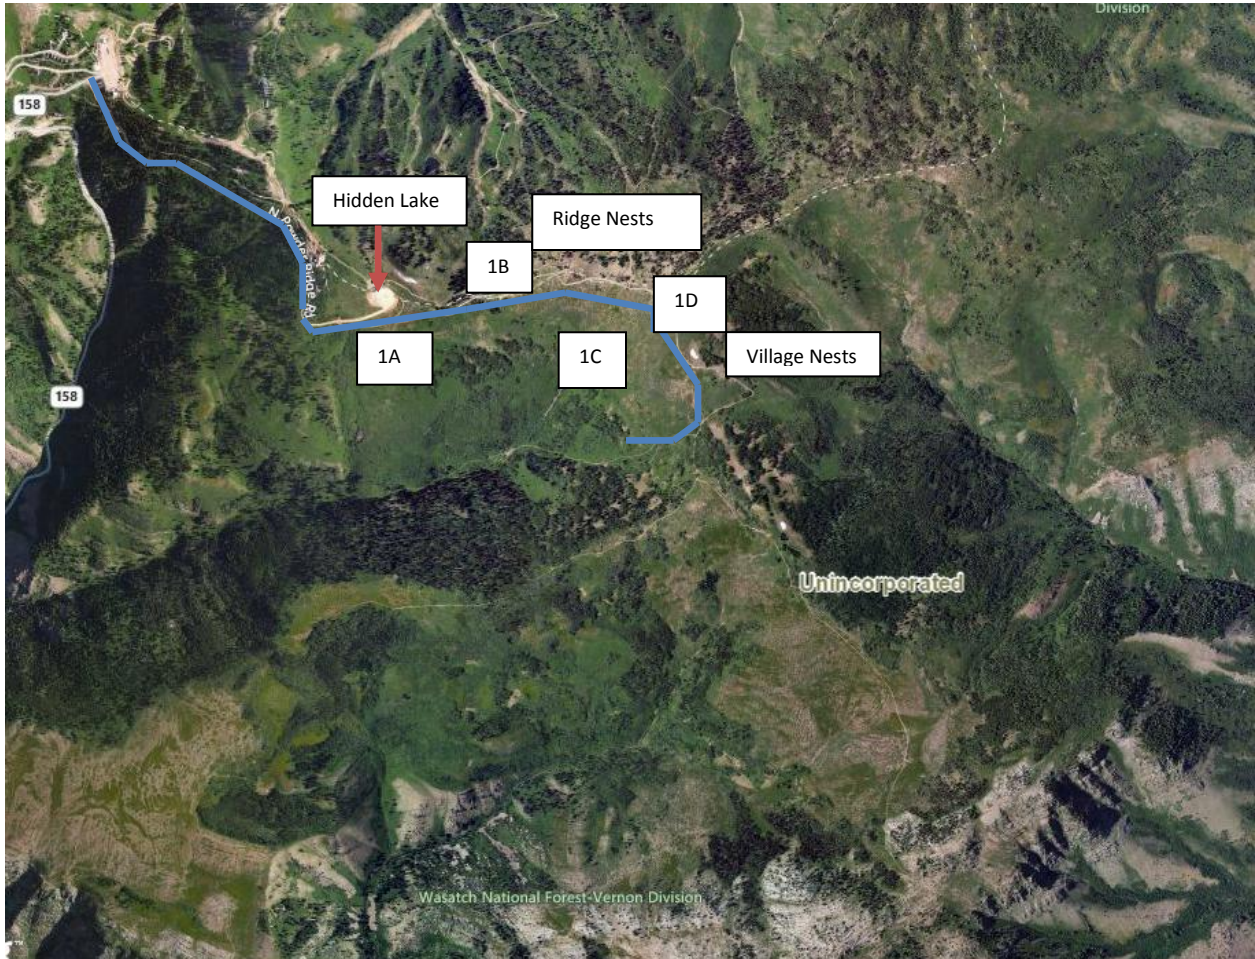 Division
158
Hidden Lake
Ridge Nests
N Powder Ridge Rd
1B
1D
1A
1C
Village Nests
158
Unincorporated
Wasatch National Forest-Vernon Division